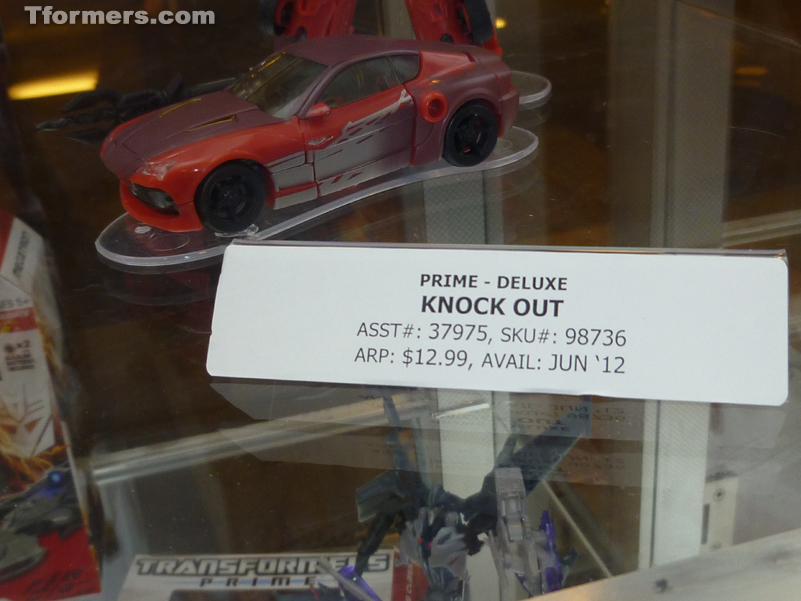 Tformers.com
PRIME - DELUXE
KNOCK OUT
ASST#: 37975, SKU#: 98736
ARP: $12.99, AVAIL: JUN ‘12
TRANSFORMERS
PRIME